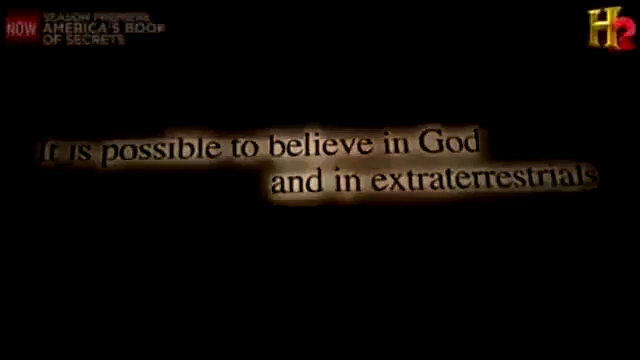 NOW
SEASON PREMIERE
AMERICA'S BOOK
OF SECRETS
H2
It is possible to believe in God
and in extraterrestrials